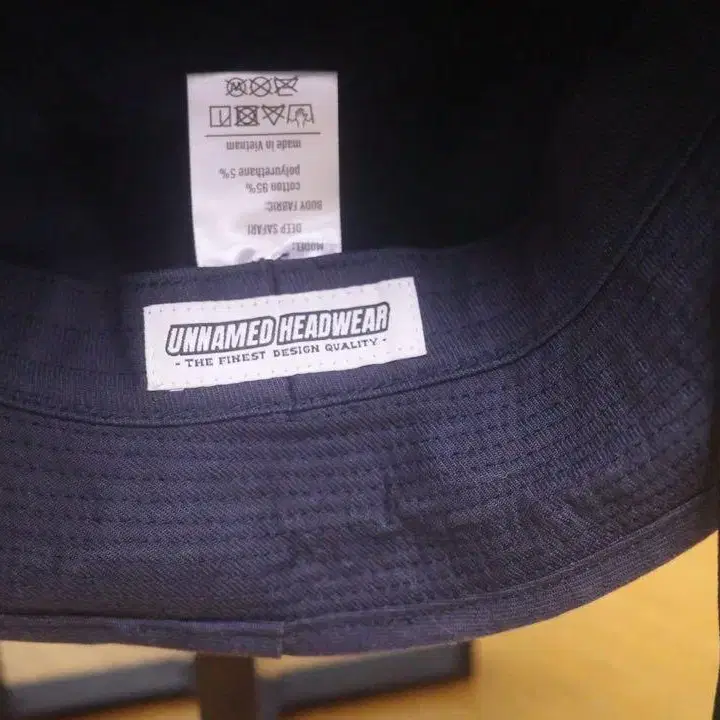 MODEL:
DEEP SAFARI
BODY FABRIC:
cotton 95%
polyurethane 5%
made in Vietnam
UNNAMED HEADWEAR
- THE FINEST DESIGN QUALITY -